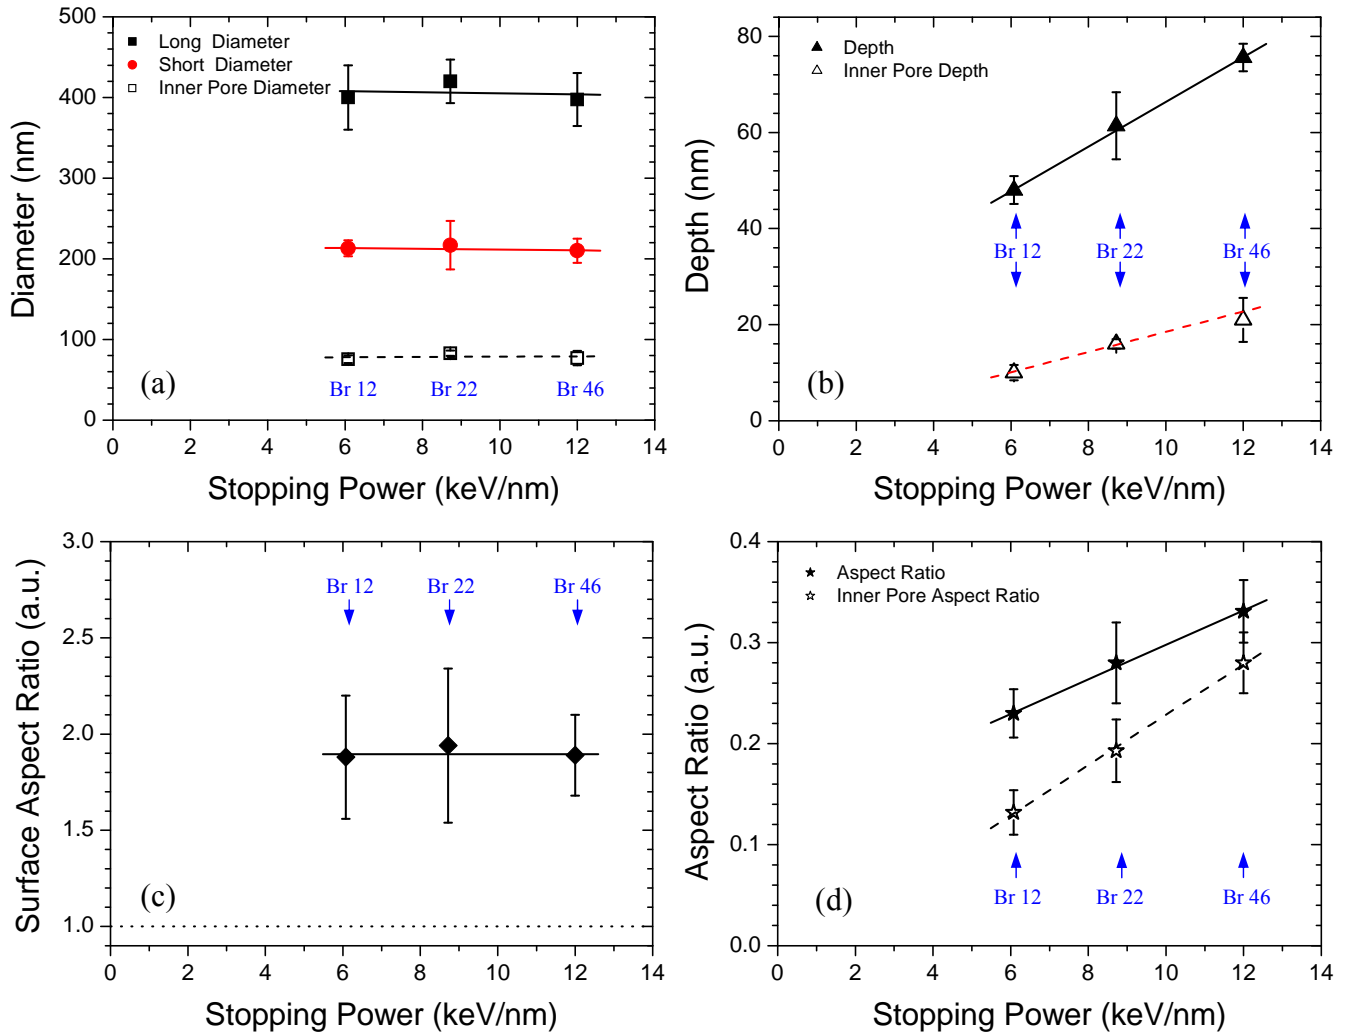 500
400
300
200
100
0
Diameter (nm)
Long Diameter
Short Diameter
Inner Pore Diameter
(a)
Br 12
Br 22
Br 46
0 2 4 6 8 10 12 14
Stopping Power (keV/nm)
80
60
40
20
0
Depth (nm)
Depth
Inner Pore Depth
Br 12
Br 22
Br 46
(b)
0 2 4 6 8 10 12 14
Stopping Power (keV/nm)
3.0
2.5
2.0
1.5
1.0
Surface Aspect Ratio (a.u.)
Br 12
Br 22
Br 46
(c)
0 2 4 6 8 10 12 14
Stopping Power (keV/nm)
0.4
0.3
0.2
0.1
0.0
Aspect Ratio (a.u.)
Aspect Ratio
Inner Pore Aspect Ratio
Br 12
Br 22
Br 46
(d)
0 2 4 6 8 10 12 14
Stopping Power (keV/nm)